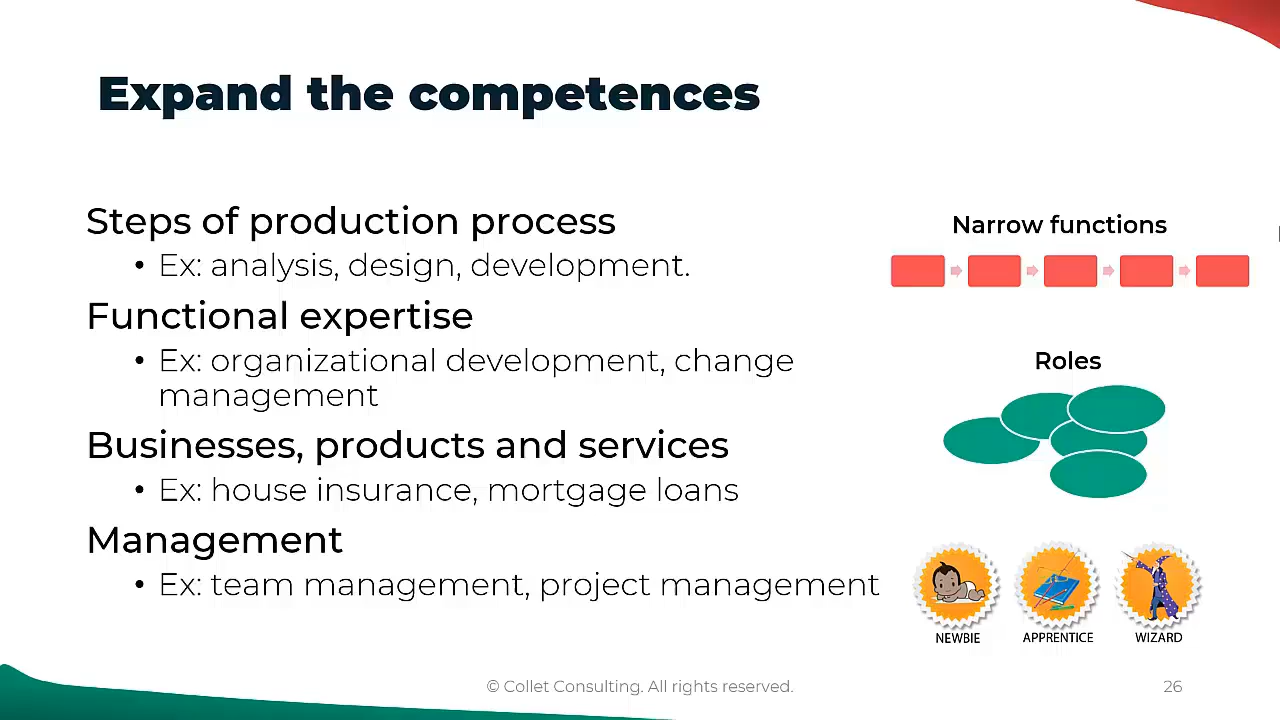 Expand the competences
Steps of production process
• Ex: analysis, design, development.
Functional expertise
• Ex: organizational development, change
management
Businesses, products and services
• Ex: house insurance, mortgage loans
Management
• Ex: team management, project management
Narrow functions
Roles
NEWBIE
APPRENTICE
WIZARD
© Collet Consulting. All rights reserved.
26